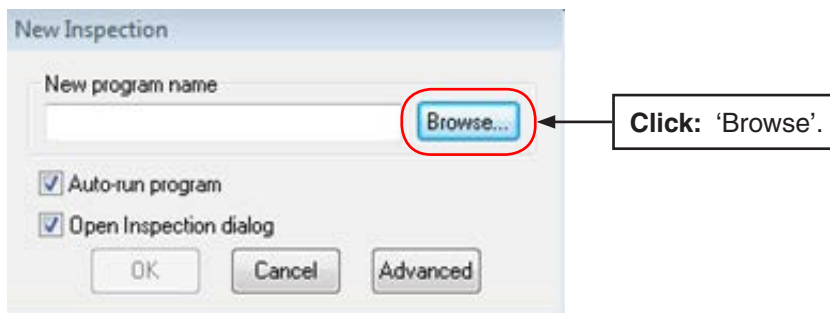 New Inspection
New program name
Browse...
Click: ‘Browse’.
Auto-run program
Open Inspection dialog
OK Cancel Advanced